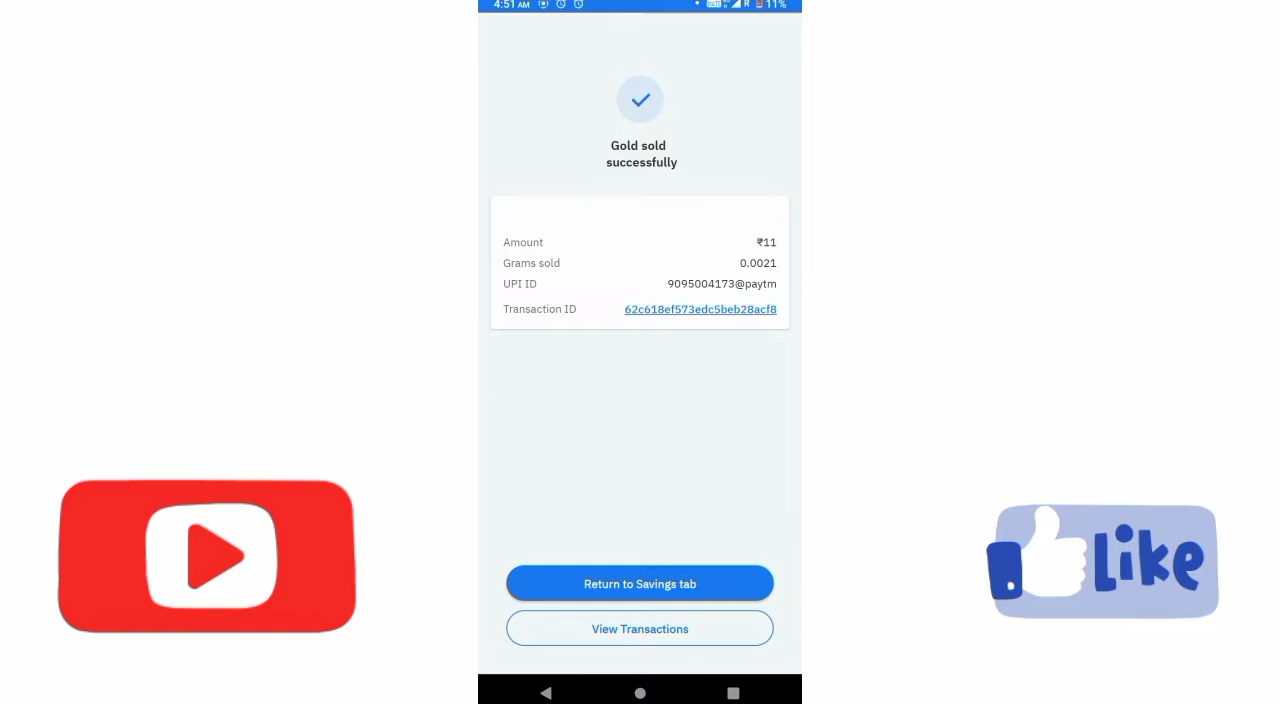 4:51 AM
R 11%
Gold sold
successfully
Amount ₹11
Grams sold 0.0021
UPI ID 9095004173@paytm
Transaction ID 62c618ef573edc5beb28acf8
Return to Savings tab
View Transactions
Like